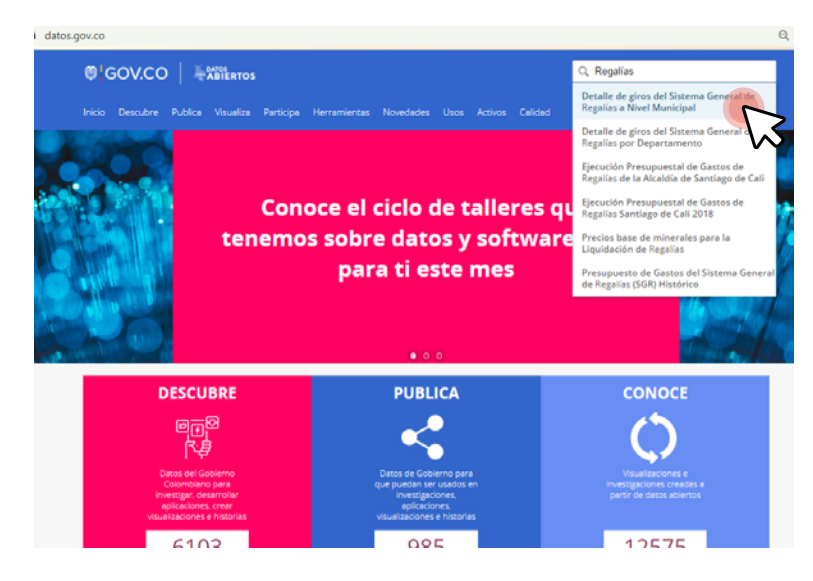 datos.gov.co
GOV.CO
DATOS
ABIERTOS
Regalías
Inicio Descubre Publica Visualiza Participa Herramientas Novedades Usos Activos Calidad
Detalle de giros del Sistema General de
Regalías a Nivel Municipal
Detalle de giros del Sistema General d
Regalías por Departamento
Ejecución Presupuestal de Gastos de
Regalías de la Alcaldía de Santiago de Cali
Ejecución Presupuestal de Gastos de
Regalías Santiago de Cali 2018
Precios base de minerales para la
Liquidación de Regalías
Presupuesto de Gastos del Sistema General
de Regalías (SGR) Histórico
Conoce el ciclo de talleres qu
tenemos sobre datos y software
para ti este mes
DESCUBRE
Datos del Gobierno
Colombiano para
investigar, desarrollar
aplicaciones, crear
visualizaciones e historias
6103
PUBLICA
Datos de Gobierno para
que puedan ser usados en
investigaciones,
aplicaciones,
visualizaciones e historias
985
CONOCE
Visualizaciones e
investigaciones creadas a
partir de datos abiertos
12575